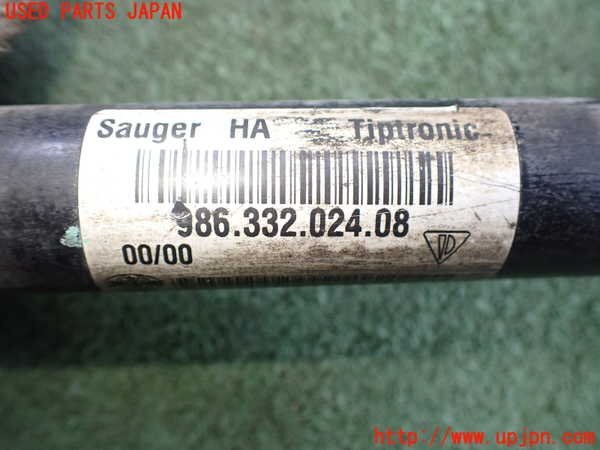 USED PARTS JAPAN
Sauger HA Tiptronic
986.332.024.08
00/00
http://www.upjpn.com/